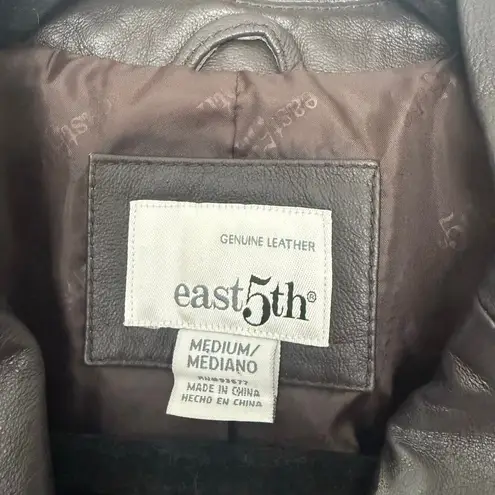 GENUINE LEATHER
east5th®
MEDIUM/
MEDIANO
MADE IN CHINA
HECHO EN CHINA